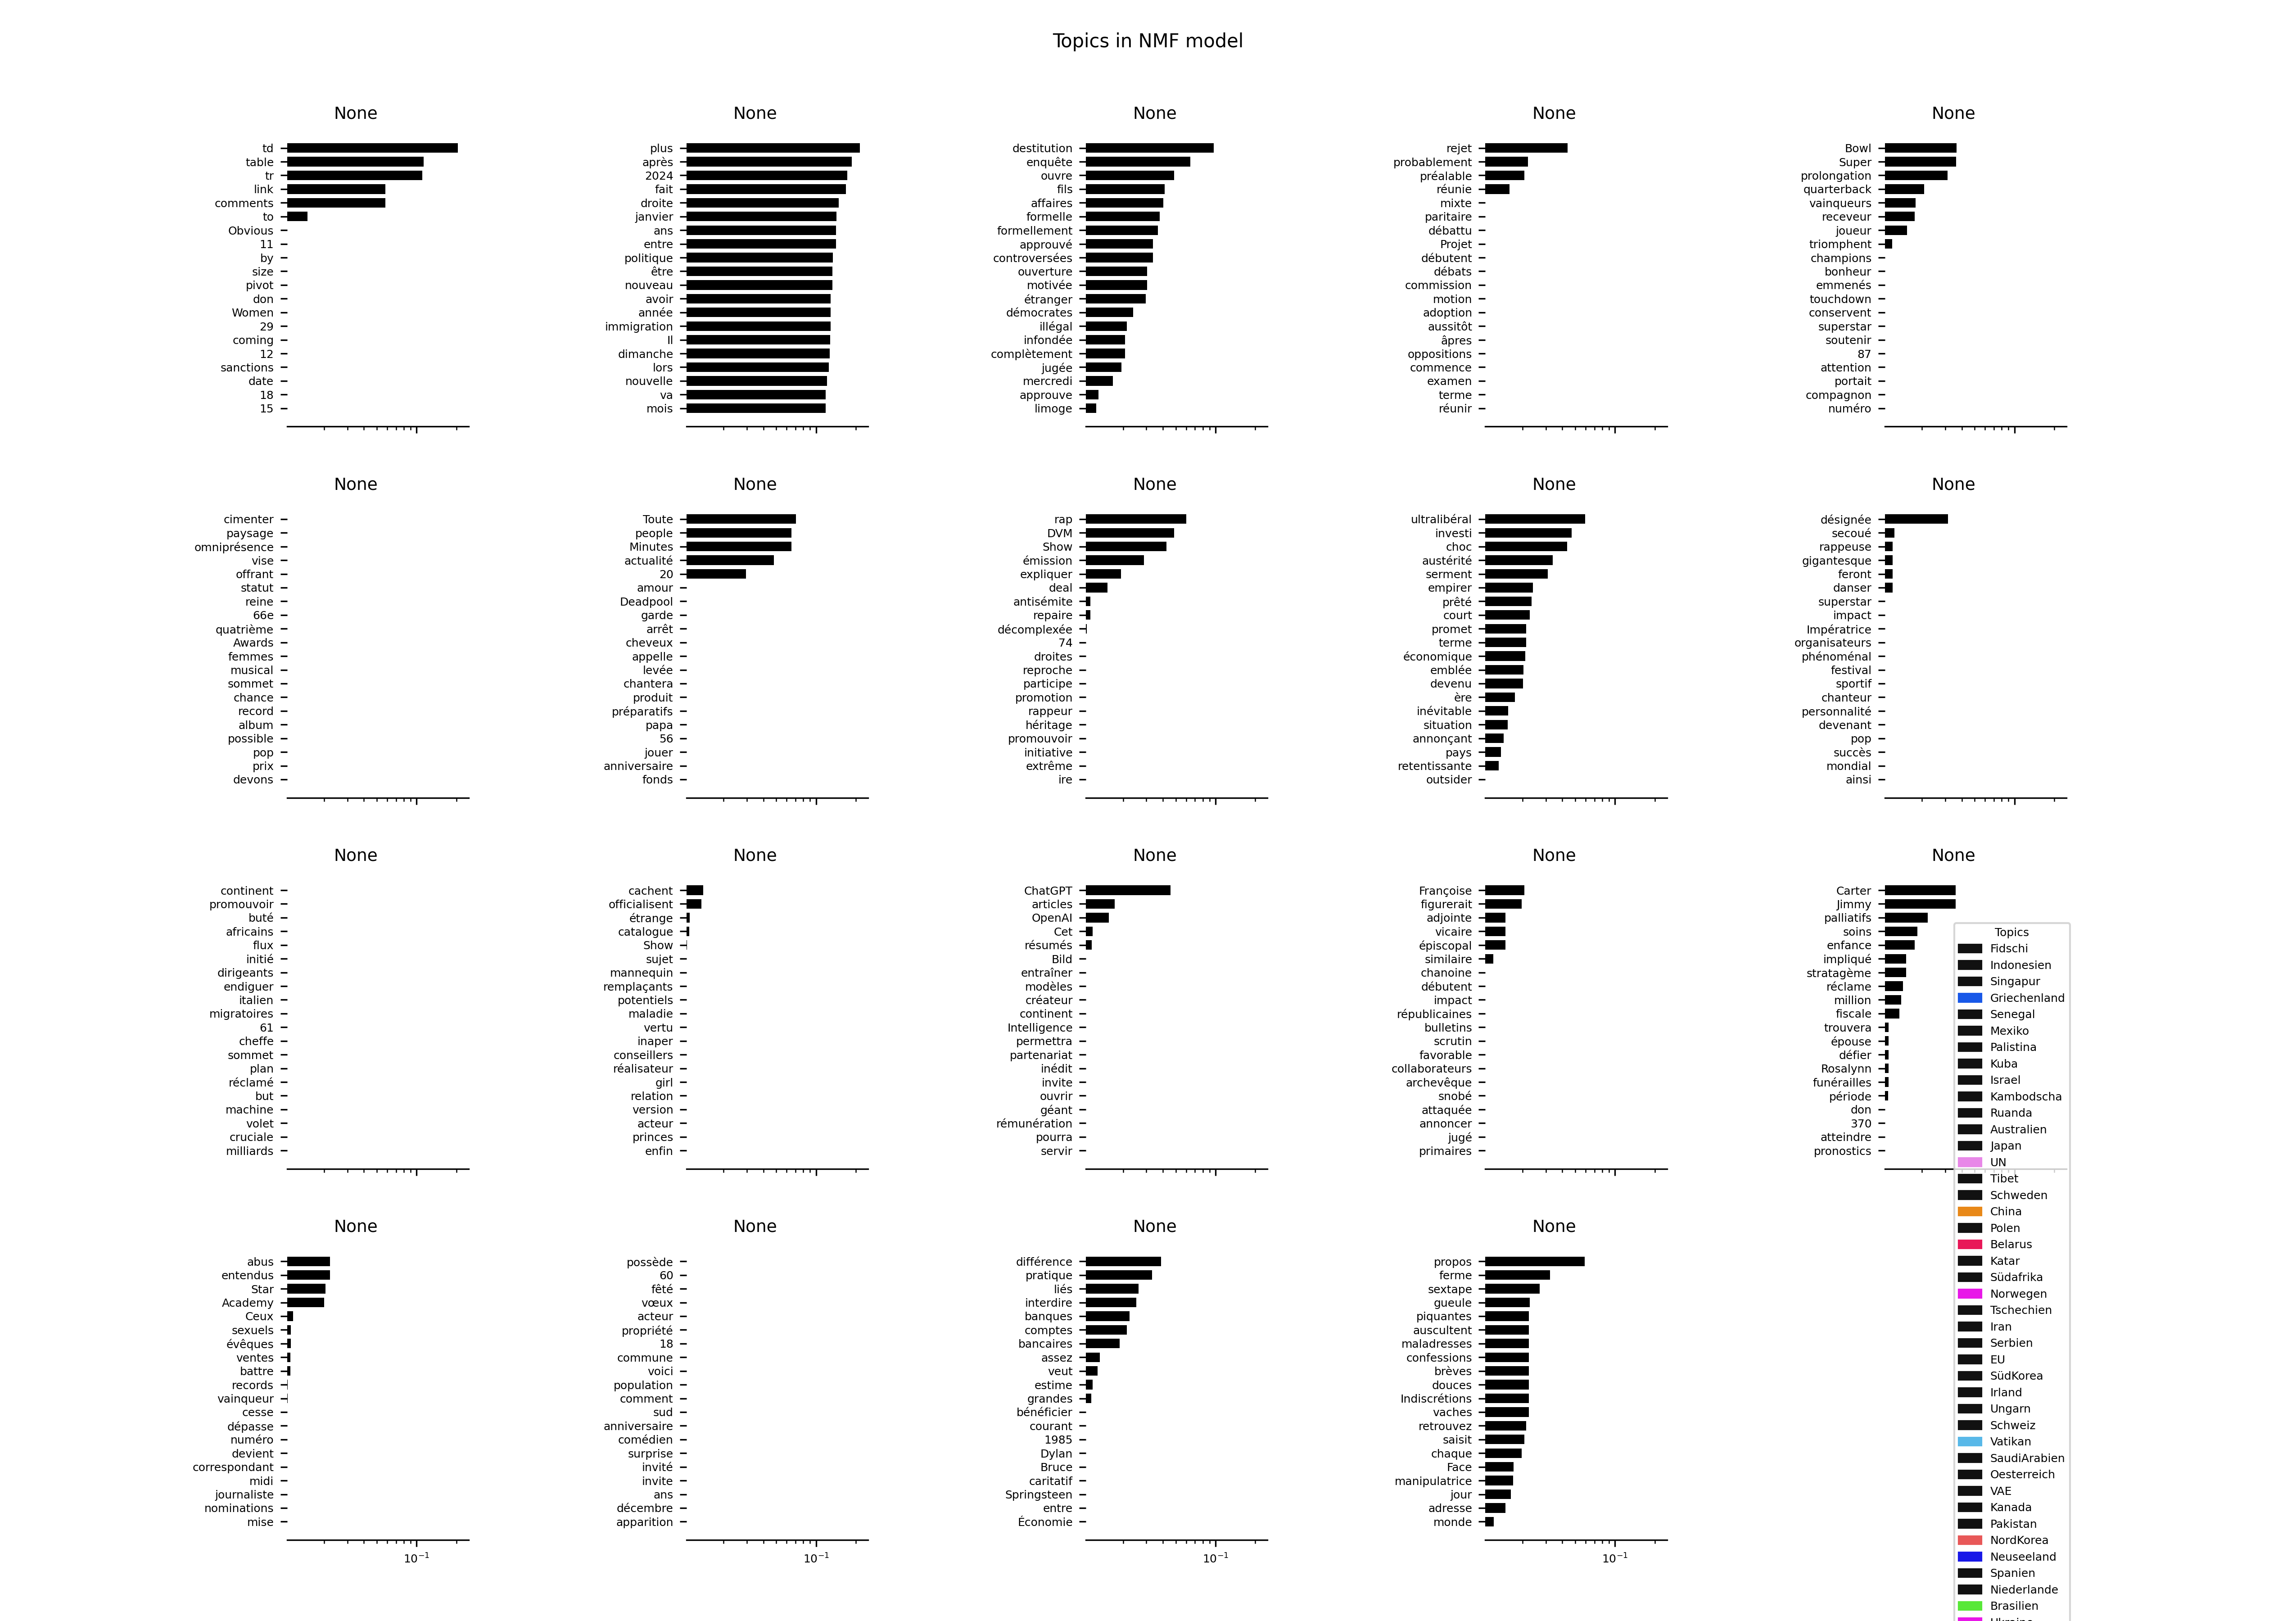 Topics in NMF model
None
td
table
tr
link
comments
to
Obvious
11
by
size
pivot
don
Women
29
coming
12
sanctions
date
18
15
None
plus
après
2024
fait
droite
janvier
ans
entre
politique
être
nouveau
avoir
année
immigration
Il
dimanche
lors
nouvelle
va
mois
None
destitution
enquête
ouvre
fils
affaires
formelle
formellement
approuvé
controversées
ouverture
motivée
étranger
démocrates
illégal
infondée
complètement
jugée
mercredi
approuve
limoge
None
rejet
probablement
préalable
réunie
mixte
paritaire
débattu
Projet
débutent
débats
commission
motion
adoption
aussitôt
âpres
oppositions
commence
examen
terme
réunir
None
Bowl
Super
prolongation
quarterback
vainqueurs
receveur
joueur
triomphent
champions
bonheur
emmenés
touchdown
conservent
superstar
soutenir
87
attention
portait
compagnon
numéro
None
cimenter
paysage
omniprésence
vise
offrant
statut
reine
66e
quatrième
Awards
femmes
musical
sommet
chance
record
album
possible
pop
prix
devons
None
Toute
people
Minutes
actualité
20
amour
Deadpool
garde
arrêt
cheveux
appelle
levée
chantera
produit
préparatifs
papa
56
jouer
anniversaire
fonds
None
rap
DVM
Show
émission
expliquer
deal
antisémite
repaire
décomplexée
74
droites
reproche
participe
promotion
rappeur
héritage
promouvoir
initiative
extrême
ire
None
ultralibéral
investi
choc
austérité
serment
empirer
prêté
court
promet
terme
économique
emblée
devenu
ère
inévitable
situation
annonçant
pays
retentissante
outsider
None
désignée
secoué
rappeuse
gigantesque
feront
danser
superstar
impact
Impératrice
organisateurs
phénoménal
festival
sportif
chanteur
personnalité
devenant
pop
succès
mondial
ainsi
None
continent
promouvoir
buté
africains
flux
initié
dirigeants
endiguer
italien
migratoires
61
cheffe
sommet
plan
réclamé
but
machine
volet
cruciale
milliards
None
cachent
officialisent
étrange
catalogue
Show
sujet
mannequin
remplaçants
potentiels
maladie
vertu
inaper
conseillers
réalisateur
girl
relation
version
acteur
princes
enfin
None
ChatGPT
articles
OpenAI
Cet
résumés
Bild
entraîner
modèles
créateur
continent
Intelligence
permettra
partenariat
inédit
invite
ouvrir
géant
rémunération
pourra
servir
None
Françoise
figurerait
adjointe
vicaire
épiscopal
similaire
chanoine
débutent
impact
républicaines
bulletins
scrutin
favorable
collaborateurs
archevêque
snobé
attaquée
annoncer
jugé
primaires
None
Carter
Jimmy
palliatifs
soins
enfance
impliqué
stratagème
réclame
million
fiscale
trouvera
épouse
défier
Rosalynn
funérailles
période
don
370
atteindre
pronostics
None
abus
entendus
Star
Academy
Ceux
sexuels
évêques
ventes
battre
records
vainqueur
cesse
dépasse
numéro
devient
correspondant
midi
journaliste
nominations
mise
10⁻¹
None
possède
60
fêté
vœux
acteur
propriété
18
commune
voici
population
comment
sud
anniversaire
comédien
surprise
invité
invite
ans
décembre
apparition
10⁻¹
None
différence
pratique
liés
interdire
banques
comptes
bancaires
assez
veut
estime
grandes
bénéficier
courant
1985
Dylan
Bruce
caritatif
Springsteen
entre
Économie
10⁻¹
None
propos
ferme
sextape
gueule
piquantes
auscultent
maladresses
confessions
brèves
douces
Indiscrétions
vaches
retrouvez
saisit
chaque
Face
manipulatrice
jour
adresse
monde
10⁻¹
Topics
Fidschi
Indonesien
Singapur
Griechenland
Senegal
Mexiko
Palistina
Kuba
Israel
Kambodscha
Ruanda
Australien
Japan
UN
Tibet
Schweden
China
Polen
Belarus
Katar
Südafrika
Norwegen
Tschechien
Iran
Serbien
EU
SüdKorea
Irland
Ungarn
Schweiz
Vatikan
SaudiArabien
Oesterreich
VAE
Kanada
Pakistan
NordKorea
Neuseeland
Spanien
Niederlande
Brasilien